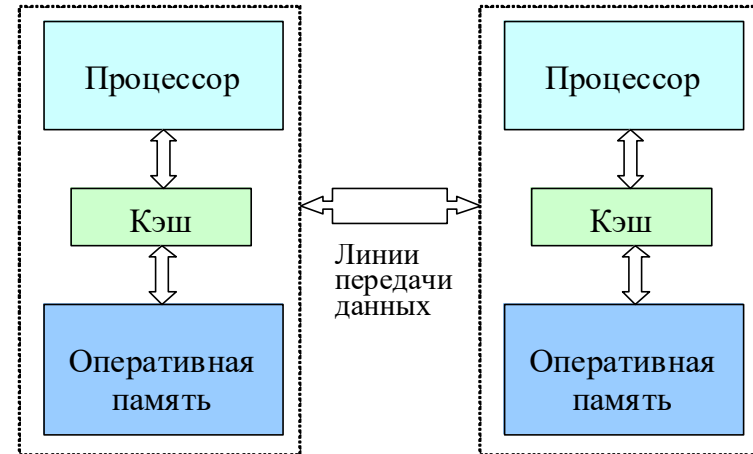 Процессор
Кэш
Оперативная
память
Линии
передачи
данных
Процессор
Кэш
Оперативная
память